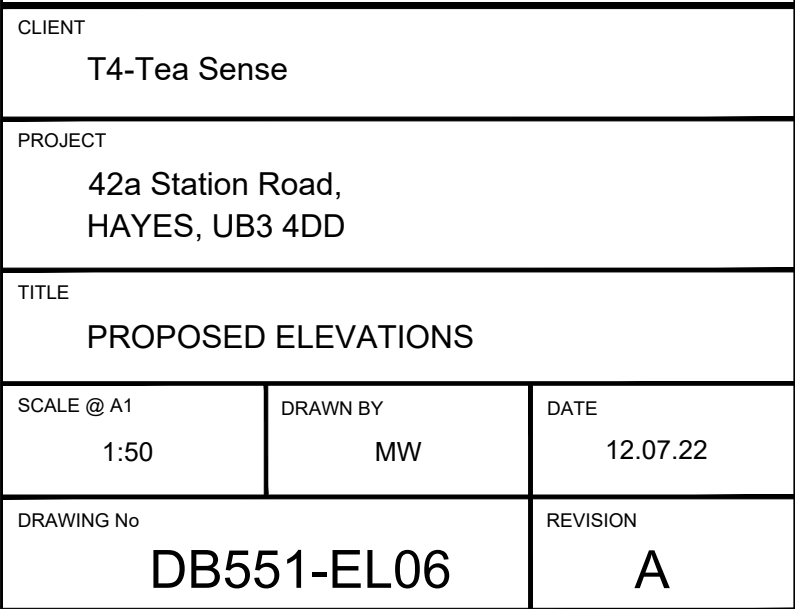 CLIENT
T4-Tea Sense
PROJECT
42a Station Road,
HAYES, UB3 4DD
TITLE
PROPOSED ELEVATIONS
SCALE @ A1
1:50
DRAWN BY
MW
DATE
12.07.22
DRAWING No
DB551-EL06
REVISION
A